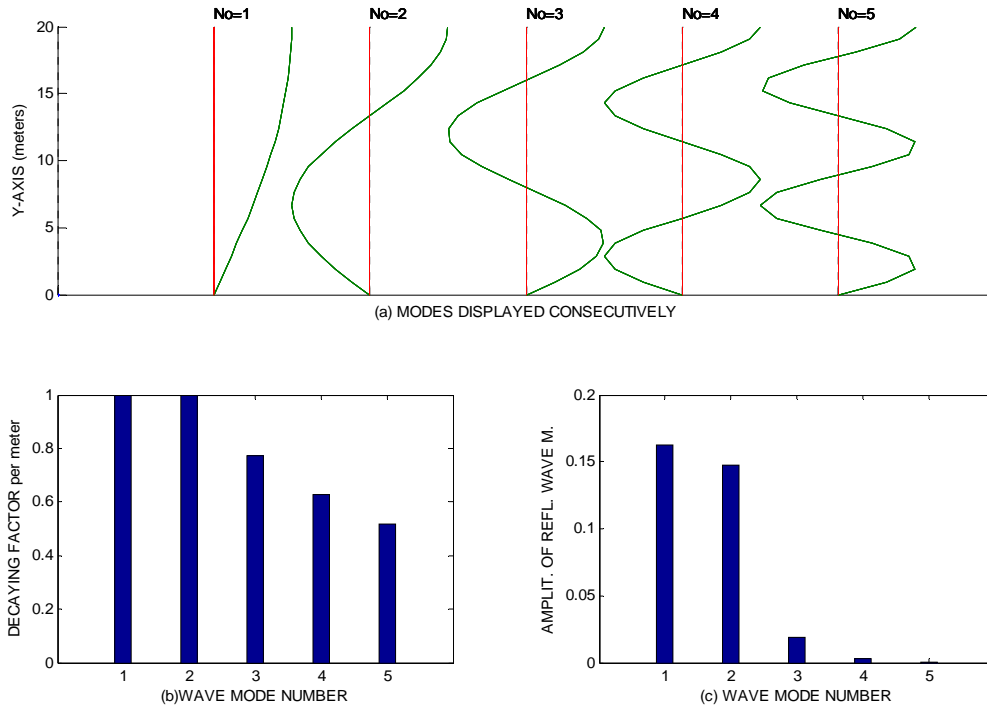 No=1 No=2 No=3 No=4 No=5
20
15
10
5
0
Y-AXIS (meters)
(a) MODES DISPLAYED CONSECUTIVELY
1
0.8
0.6
0.4
0.2
0
DECAYING FACTOR per meter
1 2 3 4 5
(b)WAVE MODE NUMBER
0.2
0.15
0.1
0.05
0
AMPLIT. OF REFL. WAVE M.
1 2 3 4 5
(c) WAVE MODE NUMBER